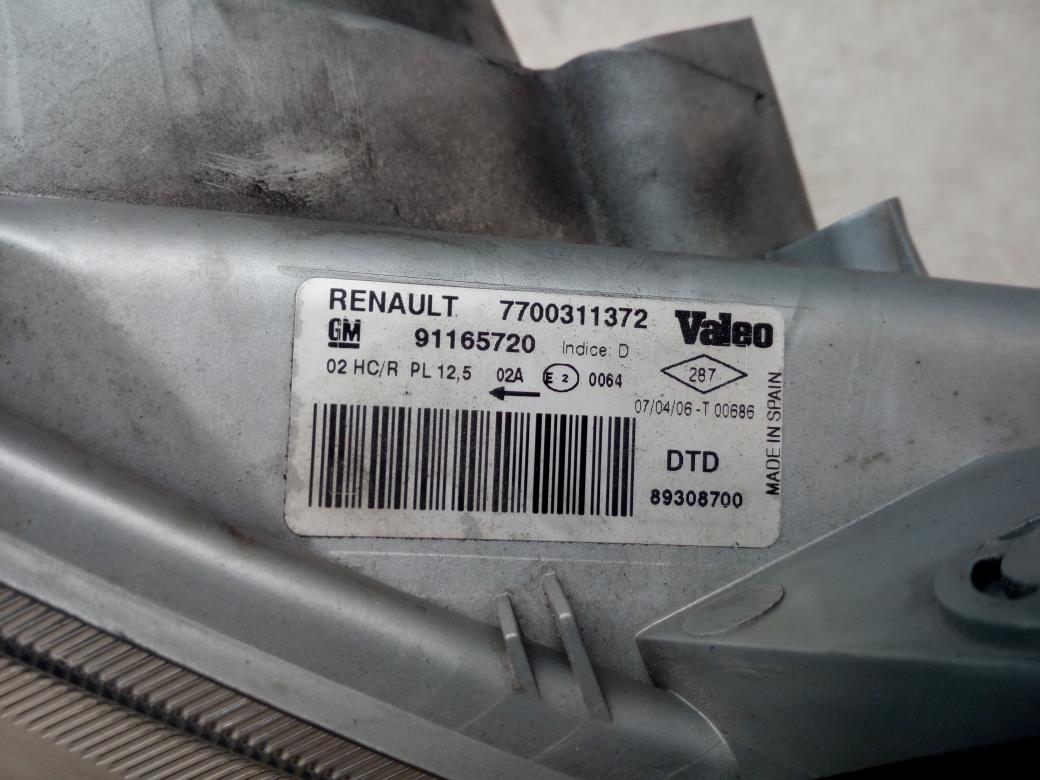 RENAULT 7700311372 Valeo
GM 91165720 Indice: D
02 HC/R PL 12,5 02A E 2 0064 287
07/04/06 - T 00686
DTD
89308700
MADE IN SPAIN